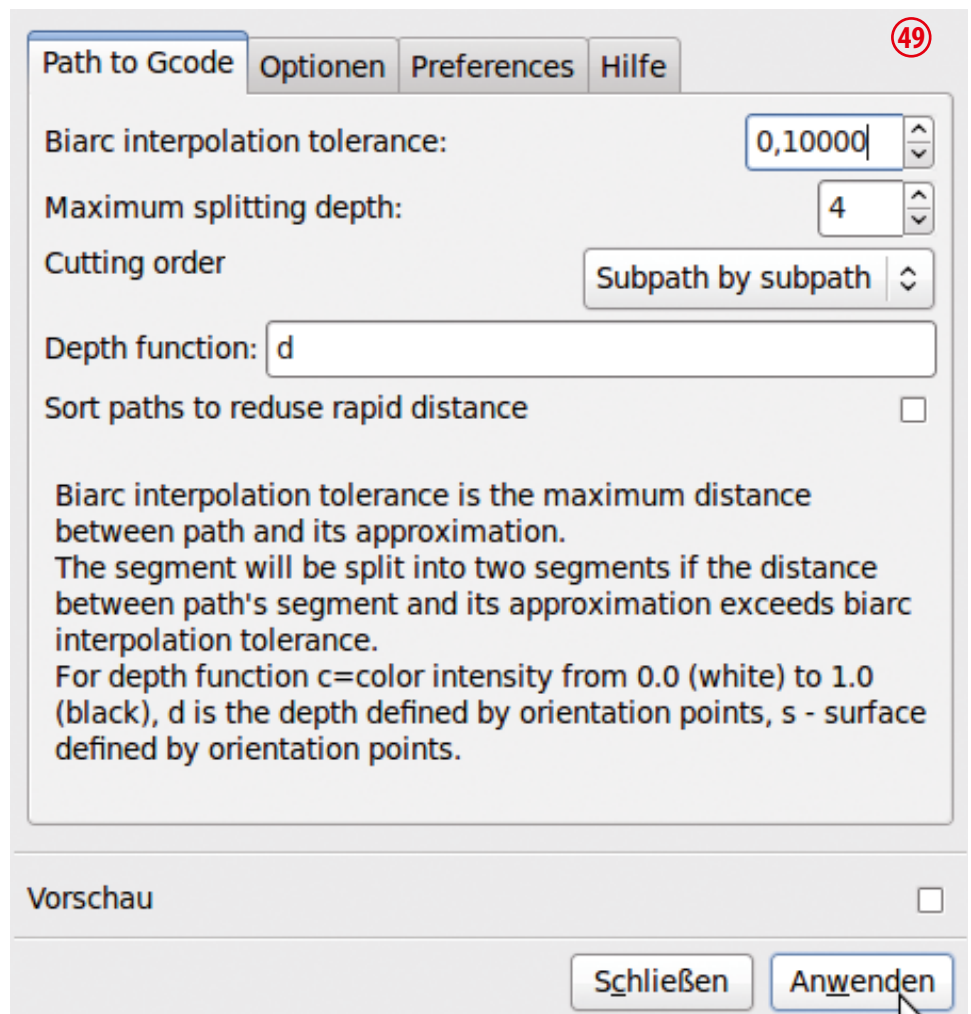 49
Path to Gcode Optionen Preferences Hilfe
Biarc interpolation tolerance: 0,10000
Maximum splitting depth: 4
Cutting order Subpath by subpath
Depth function: d
Sort paths to reduse rapid distance
Biarc interpolation tolerance is the maximum distance
between path and its approximation.
The segment will be split into two segments if the distance
between path's segment and its approximation exceeds biarc
interpolation tolerance.
For depth function c=color intensity from 0.0 (white) to 1.0
(black), d is the depth defined by orientation points, s - surface
defined by orientation points.
Vorschau
Schließen Anwenden